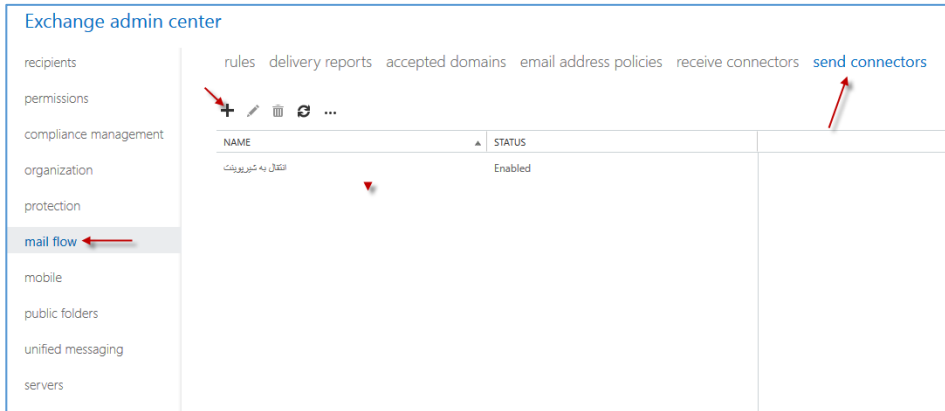 Exchange admin center
recipients
permissions
compliance management
organization
protection
mail flow
mobile
public folders
unified messaging
servers
rules delivery reports accepted domains email address policies receive connectors send connectors
NAME STATUS
انتقال به شیرپوینت Enabled